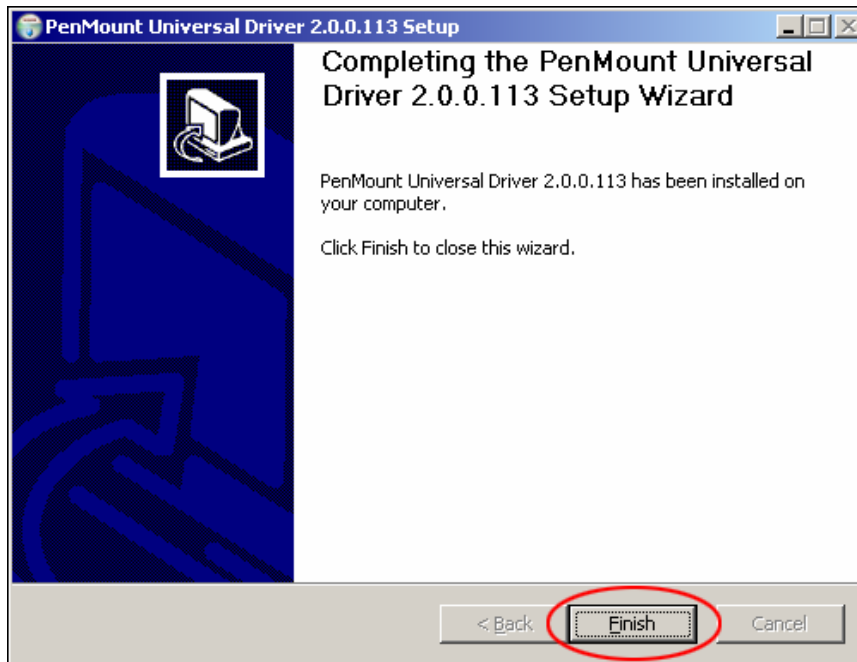 PenMount Universal Driver 2.0.0.113 Setup
Completing the PenMount Universal
Driver 2.0.0.113 Setup Wizard
PenMount Universal Driver 2.0.0.113 has been installed on
your computer.
Click Finish to close this wizard.
< Back
Finish
Cancel